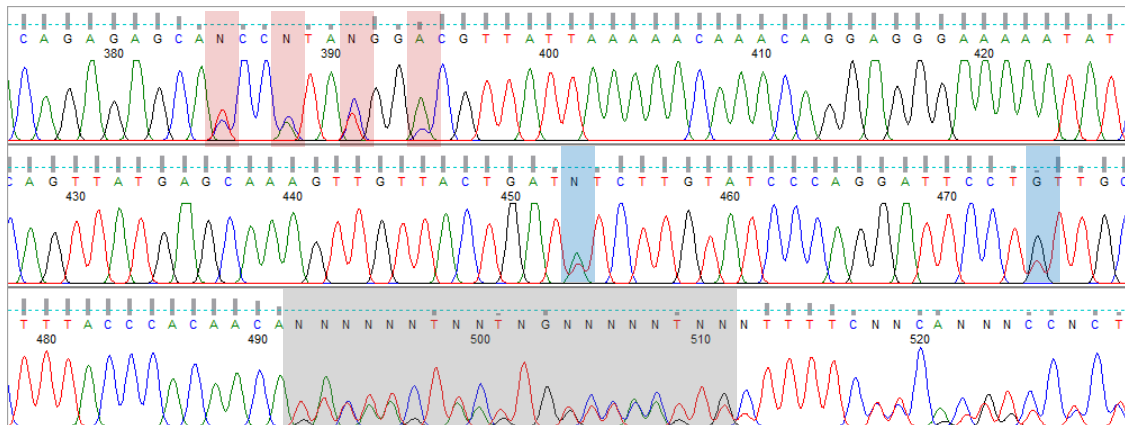 C A G A G A G C A N C C N T A N G G A C G T T A T T A A A A A C A A A C A G G A G G G A A A A A T A T
380 390 400 410 420
C A G T T A T G A G C A A A G T T G T T A C T G A T N T C T T G T A T C C C A G G A T T C C T G T T G C
430 440 450 460 470
T T T A C C C A C A A C A N N N N N N T N N T N G N N N N N T N N N T T T T C N N C A N N N C C N C T
480 490 500 510 520